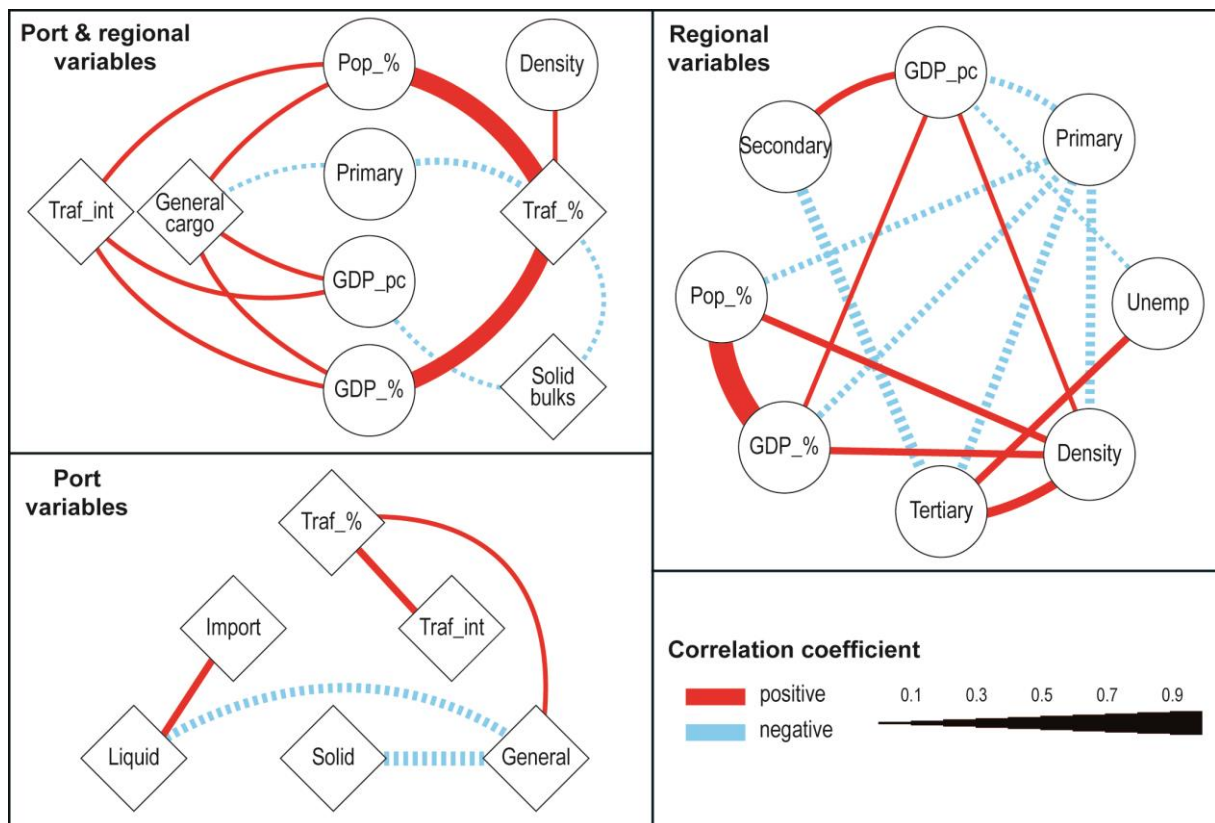 Port & regional
variables
Pop_%
Density
Primary
Traf_int
General
cargo
Traf_%
GDP_pc
GDP_%
Solid
bulks
Port
variables
Traf_%
Import
Traf_int
Liquid
Solid
General
Regional
variables
GDP_pc
Secondary
Primary
Pop_%
Unemp
GDP_%
Density
Tertiary
Correlation coefficient
positive
negative
0.1 0.3 0.5 0.7 0.9